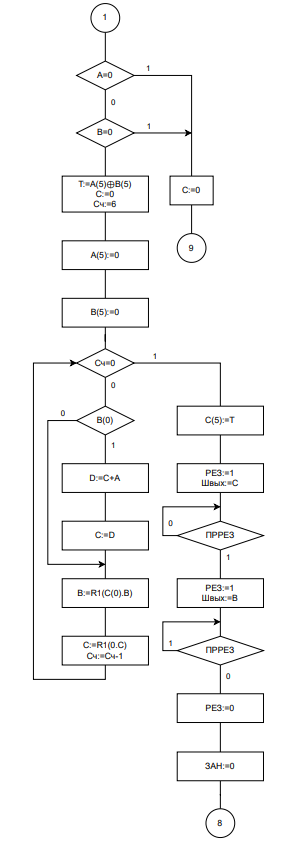 1
A=0
1
0
B=0
1
T:=A(5)⊕B(5)
C:=0
Сч:=6
C:=0
A(5):=0
9
B(5):=0
Сч=0
1
0
0
B(0)
1
C(5):=T
D:=C+A
РЕЗ:=1
Швых:=C
C:=D
0
ПРРЕЗ
1
B:=R1(C(0).B)
РЕЗ:=1
Швых:=B
C:=R1(0.C)
Сч:=Сч-1
1
ПРРЕЗ
0
РЕЗ:=0
ЗАН:=0
8